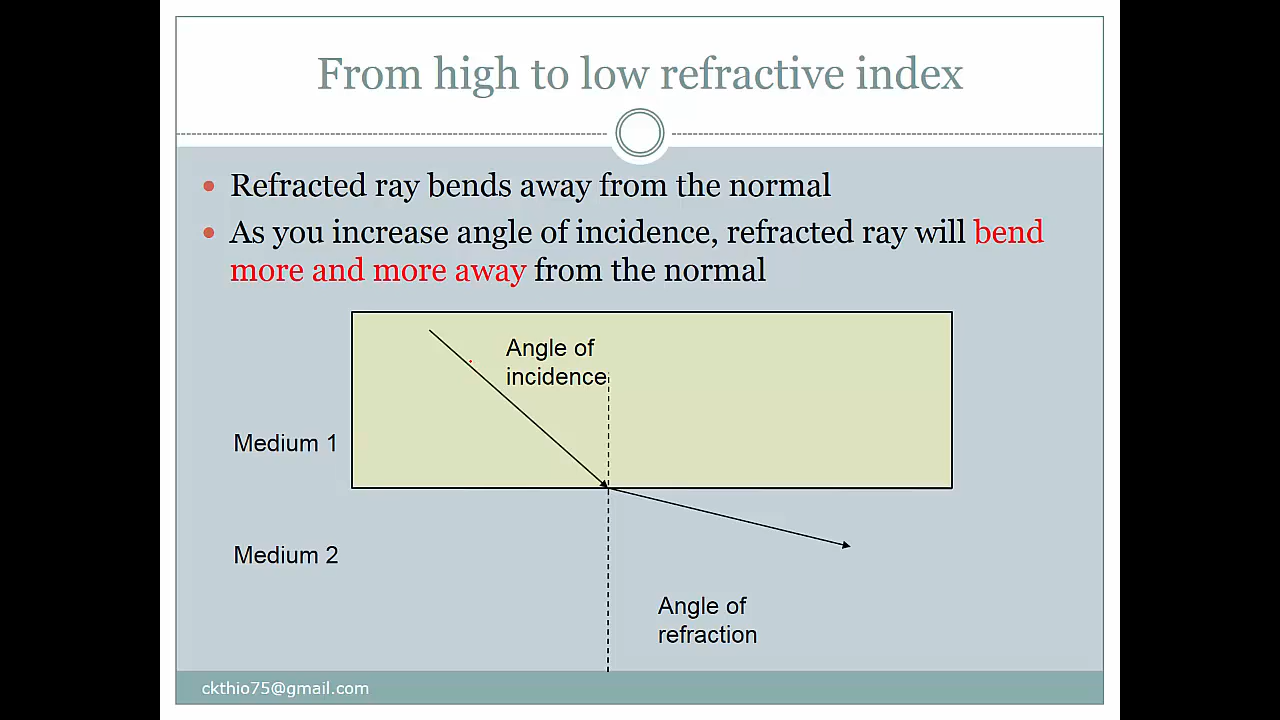 From high to low refractive index
Refracted ray bends away from the normal
As you increase angle of incidence, refracted ray will bend
more and more away from the normal
Angle of
incidence
Medium 1
Medium 2
Angle of
refraction
ckthio75@gmail.com